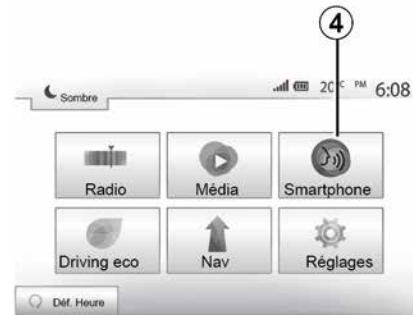 4
Sombre
20°C PM 6:08
Radio Média Smartphone
Driving eco Nav Réglages
Déf. Heure